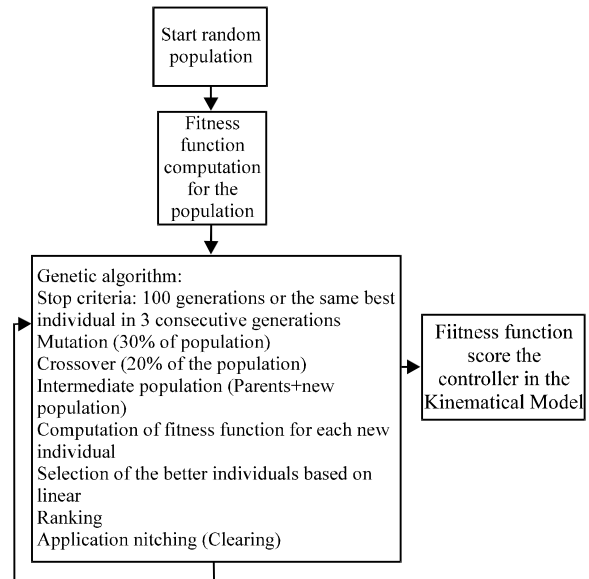 Start random
population
Fitness
function
computation
for the
population
Genetic algorithm:
Stop criteria: 100 generations or the same best
individual in 3 consecutive generations
Mutation (30% of population)
Crossover (20% of the population)
Intermediate population (Parents+new
population)
Computation of fitness function for each new
individual
Selection of the better individuals based on
linear
Ranking
Application nitching (Clearing)
Fiitness function
score the
controller in the
Kinematical Model